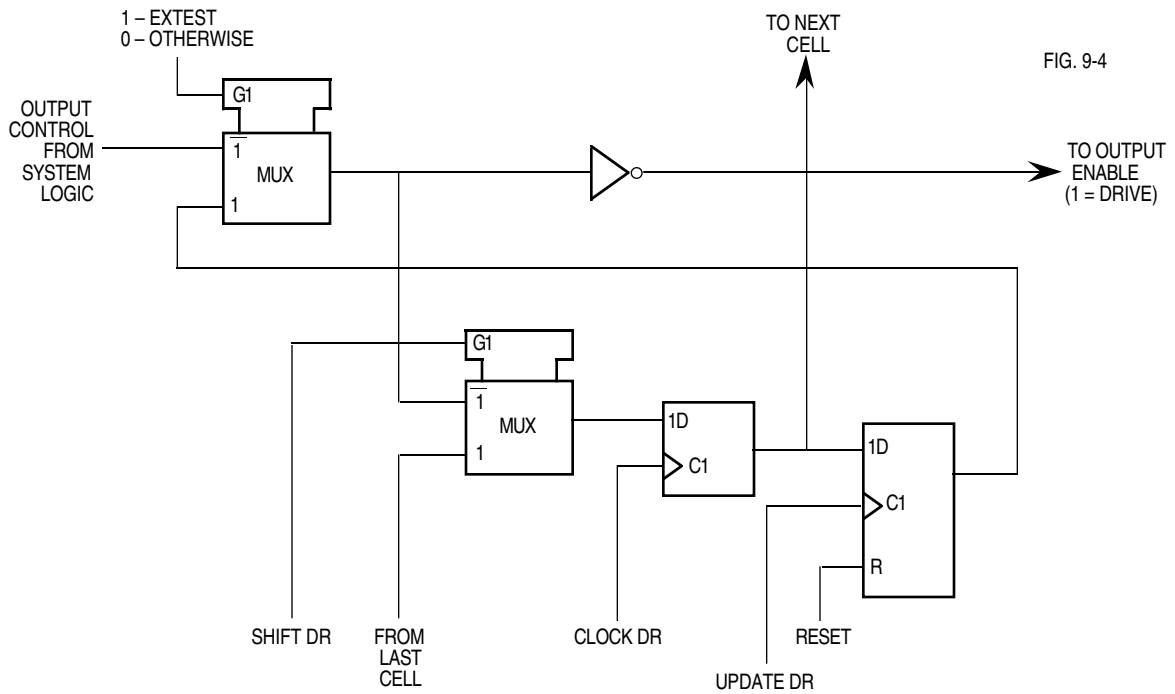 1 – EXTEST
0 – OTHERWISE
TO NEXT
CELL
FIG. 9-4
G1
OUTPUT
CONTROL
FROM
SYSTEM
LOGIC
1
MUX
1
TO OUTPUT
ENABLE
(1 = DRIVE)
G1
1
MUX
1
1D
C1
1D
C1
R
SHIFT DR
FROM
LAST
CELL
CLOCK DR
RESET
UPDATE DR